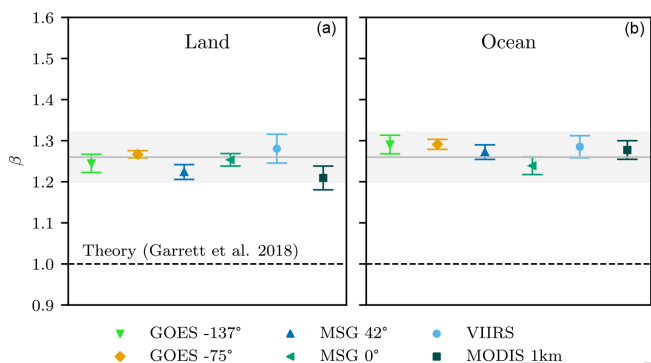 (a)
Land
1.6
1.5
1.4
1.3
1.2
1.1
1.0
0.9
β
Theory (Garrett et al. 2018)
(b)
Ocean
GOES -137°
MSG 42°
VIIRS
GOES -75°
MSG 0°
MODIS 1km